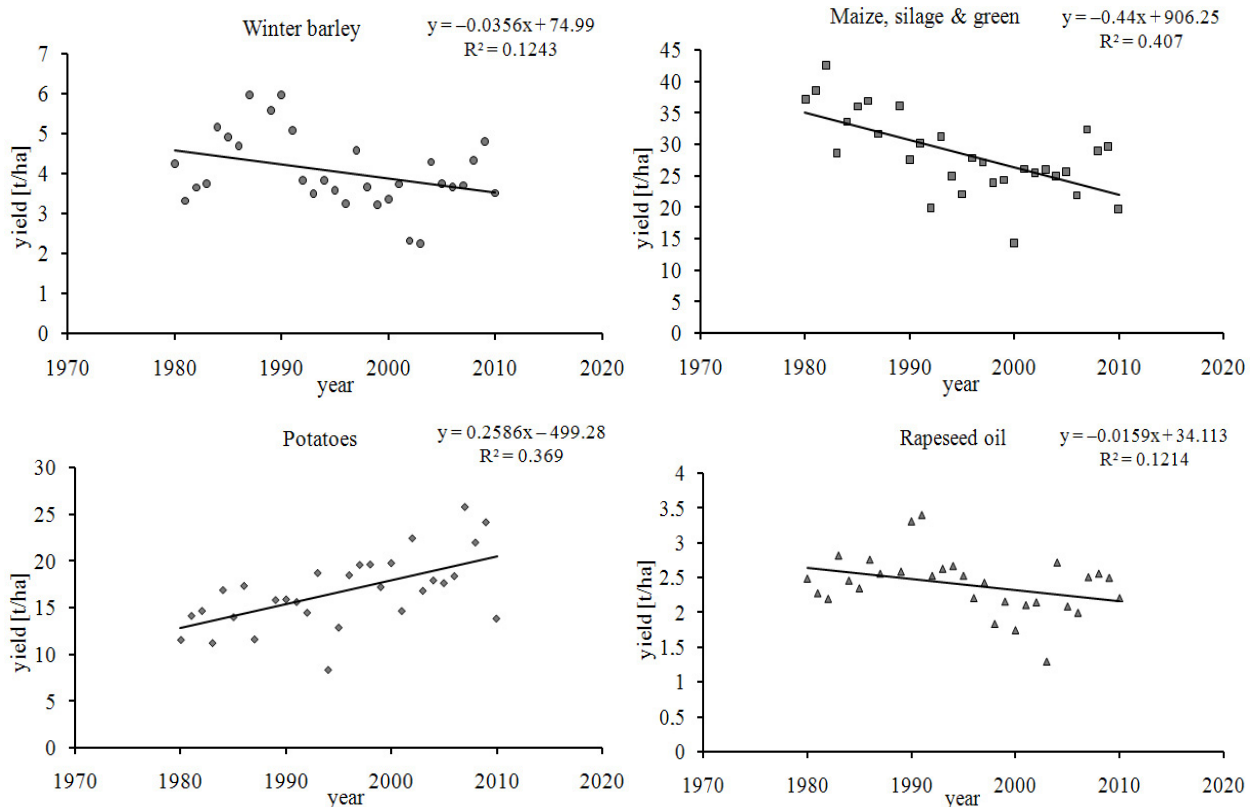 Winter barley
y = –0.0356x + 74.99
R² = 0.1243
7
6
5
4
3
2
1
0
yield [t/ha]
1970 1980 1990 2000 2010 2020
year
Maize, silage & green
y = –0.44x + 906.25
R² = 0.407
45
40
35
30
25
20
15
10
5
0
yield [t/ha]
1970 1980 1990 2000 2010 2020
year
Potatoes
y = 0.2586x – 499.28
R² = 0.369
30
25
20
15
10
5
0
yield [t/ha]
1970 1980 1990 2000 2010 2020
year
Rapeseed oil
y = –0.0159x + 34.113
R² = 0.1214
4
3.5
3
2.5
2
1.5
1
0.5
0
yield [t/ha]
1970 1980 1990 2000 2010 2020
year